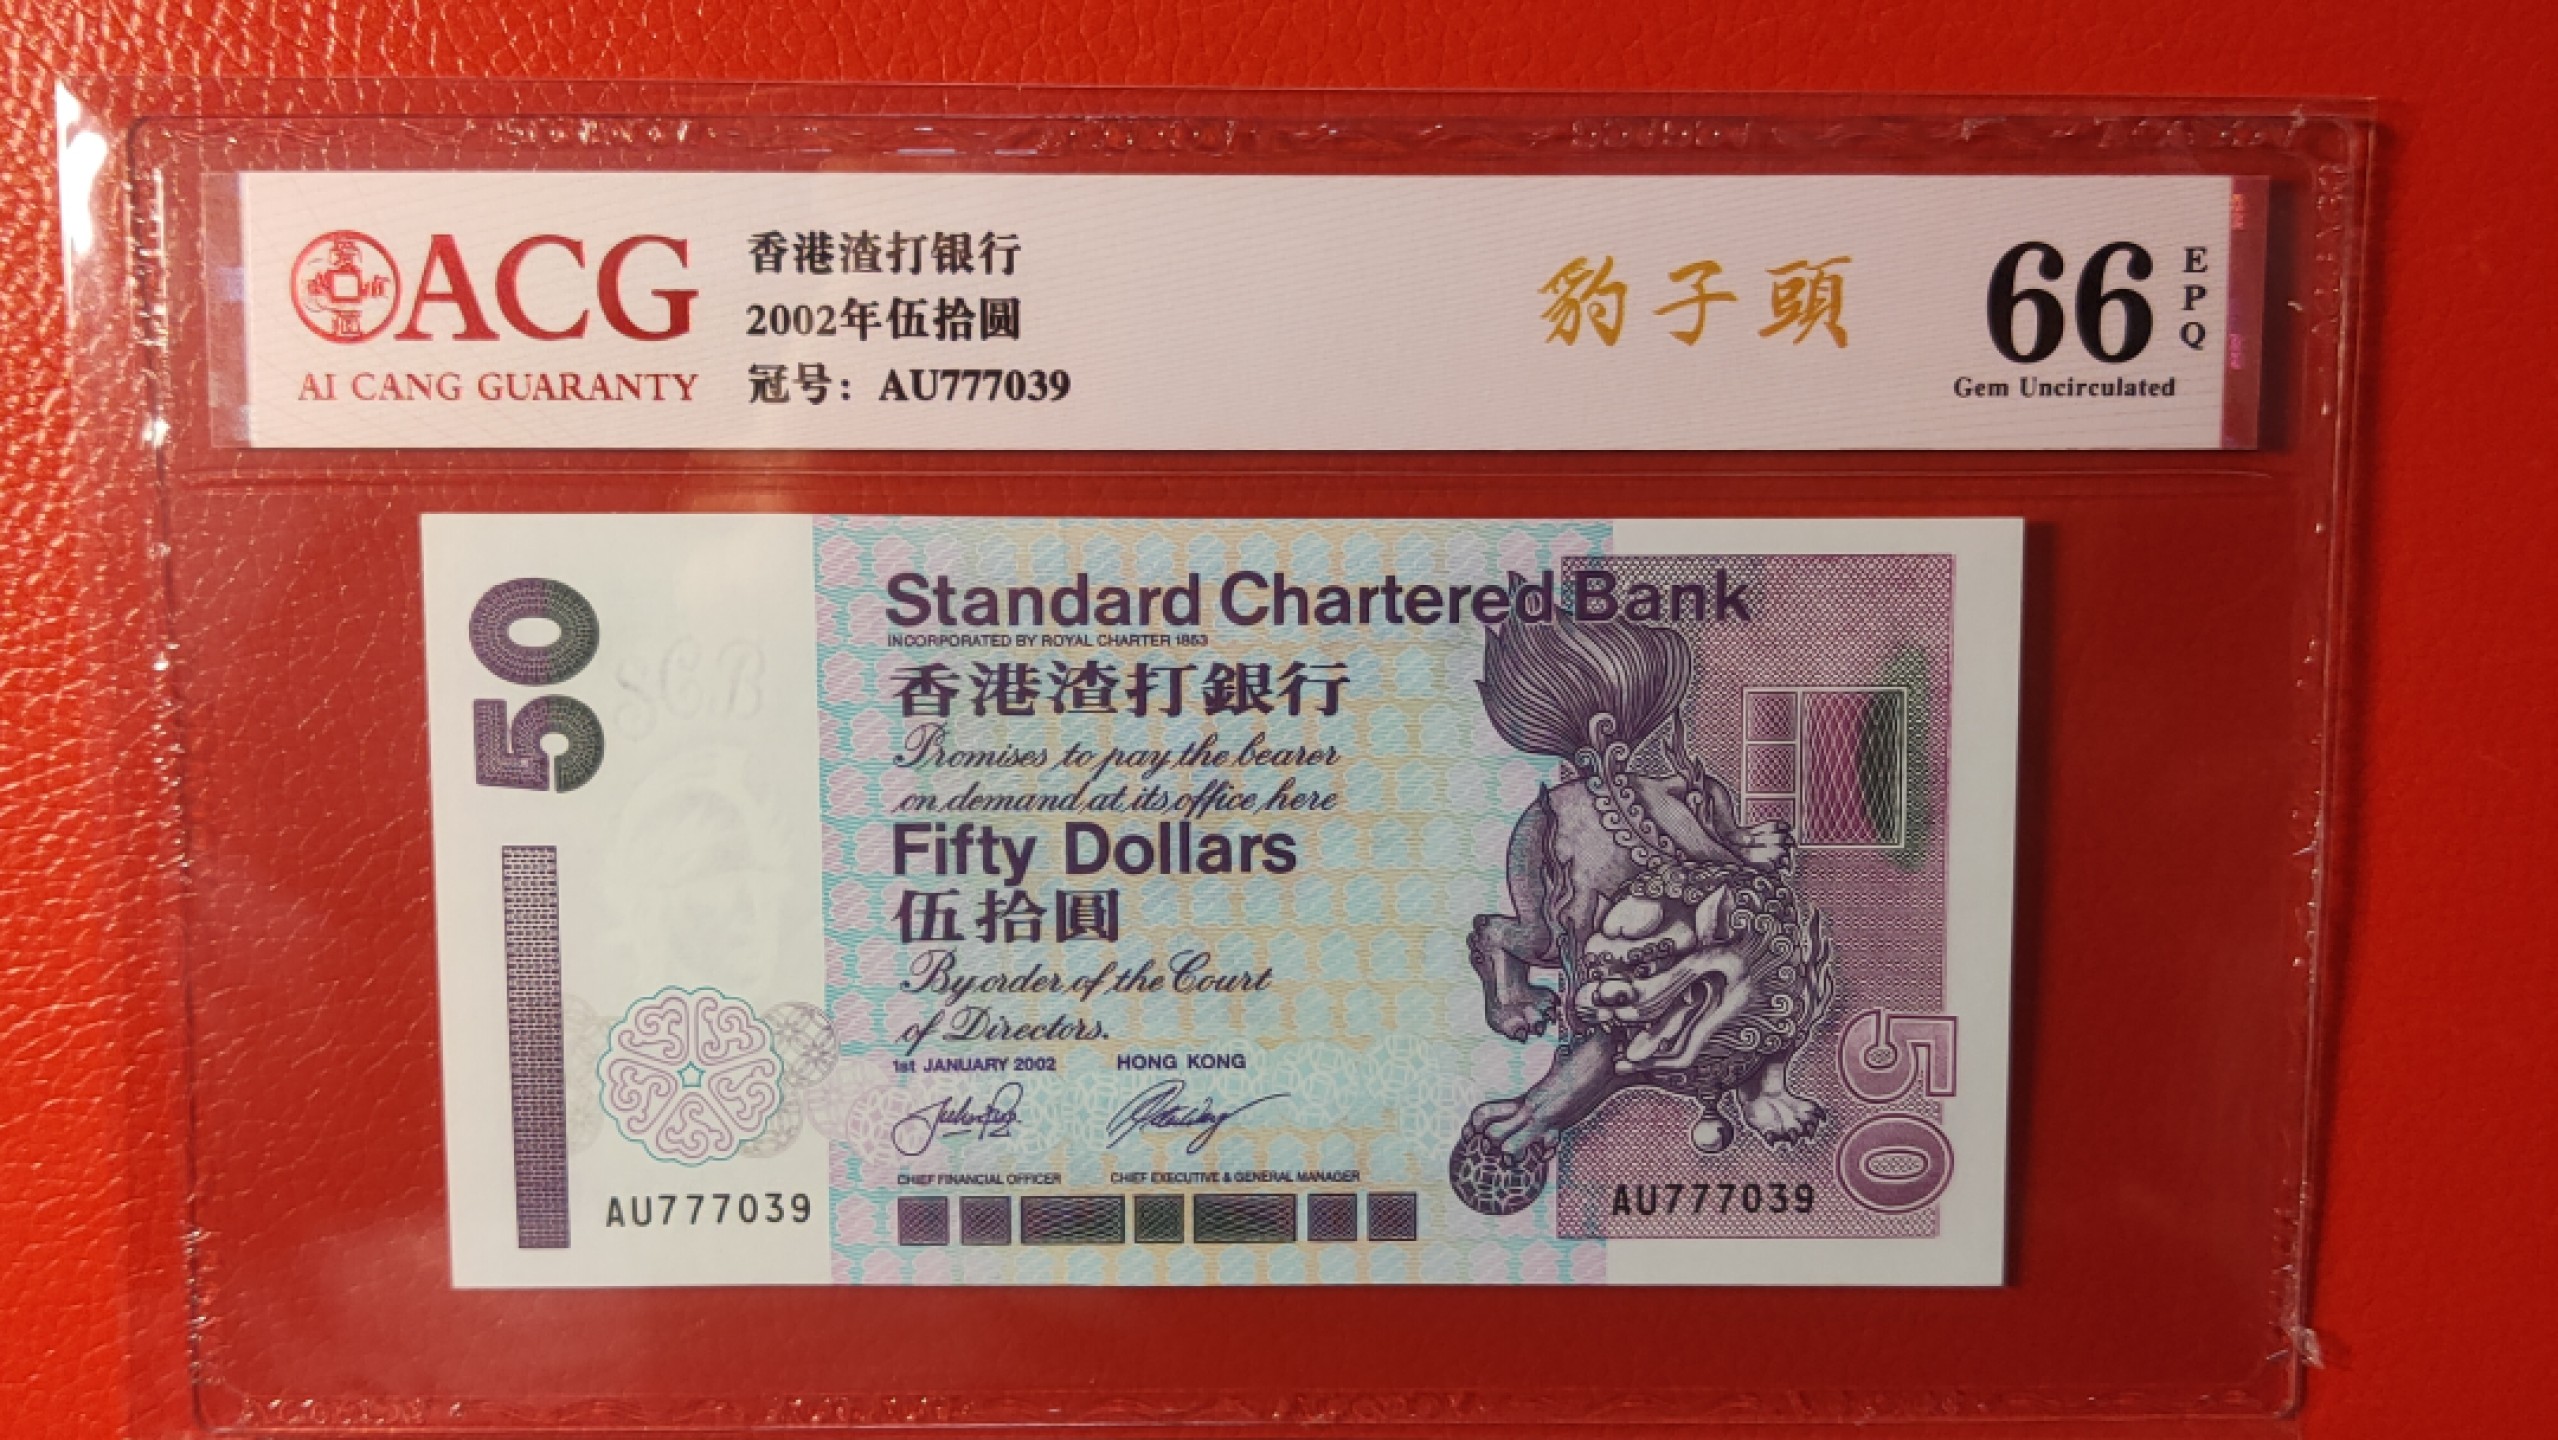 ACG
AI CANG GUARANTY
香港渣打银行
2002年伍拾圆
冠号：AU777039
豹子頭
66
EPQ
Gem Uncirculated
50
SCB
Standard Chartered Bank
INCORPORATED BY ROYAL CHARTER 1853
香港渣打銀行
Promises to pay the bearer
on demand at its office here
Fifty Dollars
伍拾圓
By order of the Court
of Directors.
1st JANUARY 2002 HONG KONG
CHIEF FINANCIAL OFFICER CHIEF EXECUTIVE & GENERAL MANAGER
AU777039
AU777039
50